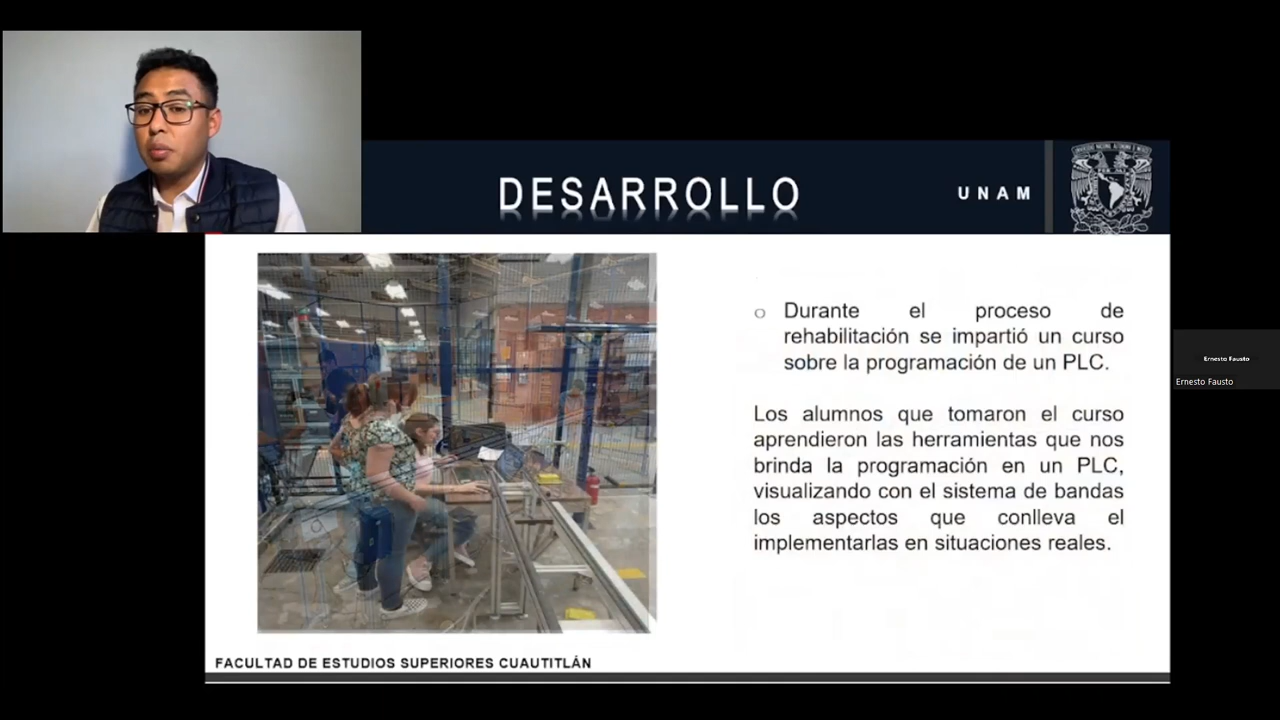 DESARROLLO
UNAM
o Durante el proceso de
rehabilitación se impartió un curso
sobre la programación de un PLC.
Los alumnos que tomaron el curso
aprendieron las herramientas que nos
brinda la programación en un PLC,
visualizando con el sistema de bandas
los aspectos que conlleva el
implementarlas en situaciones reales.
FACULTAD DE ESTUDIOS SUPERIORES CUAUTITLÁN
Ernesto Fausto
Ernesto Fausto